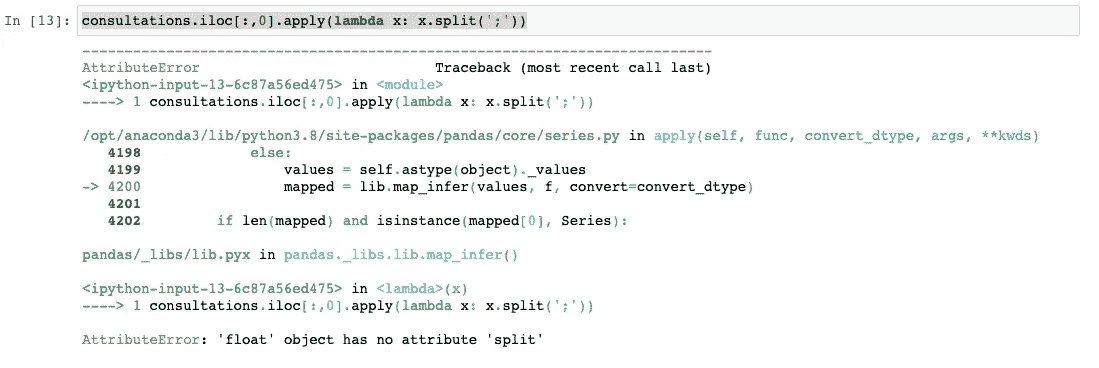 In [13]: consultations.iloc[:,0].apply(lambda x: x.split(';'))
---------------------------------------------------------------------------
AttributeError                            Traceback (most recent call last)
<ipython-input-13-6c87a56ed475> in <module>
----> 1 consultations.iloc[:,0].apply(lambda x: x.split(';'))
/opt/anaconda3/lib/python3.8/site-packages/pandas/core/series.py in apply(self, func, convert_dtype, args, **kwds)
   4198             else:
   4199                 values = self.astype(object)._values
-> 4200                 mapped = lib.map_infer(values, f, convert=convert_dtype)
   4201
   4202         if len(mapped) and isinstance(mapped[0], Series):
pandas/_libs/lib.pyx in pandas._libs.lib.map_infer()
<ipython-input-13-6c87a56ed475> in <lambda>(x)
----> 1 consultations.iloc[:,0].apply(lambda x: x.split(';'))
AttributeError: 'float' object has no attribute 'split'